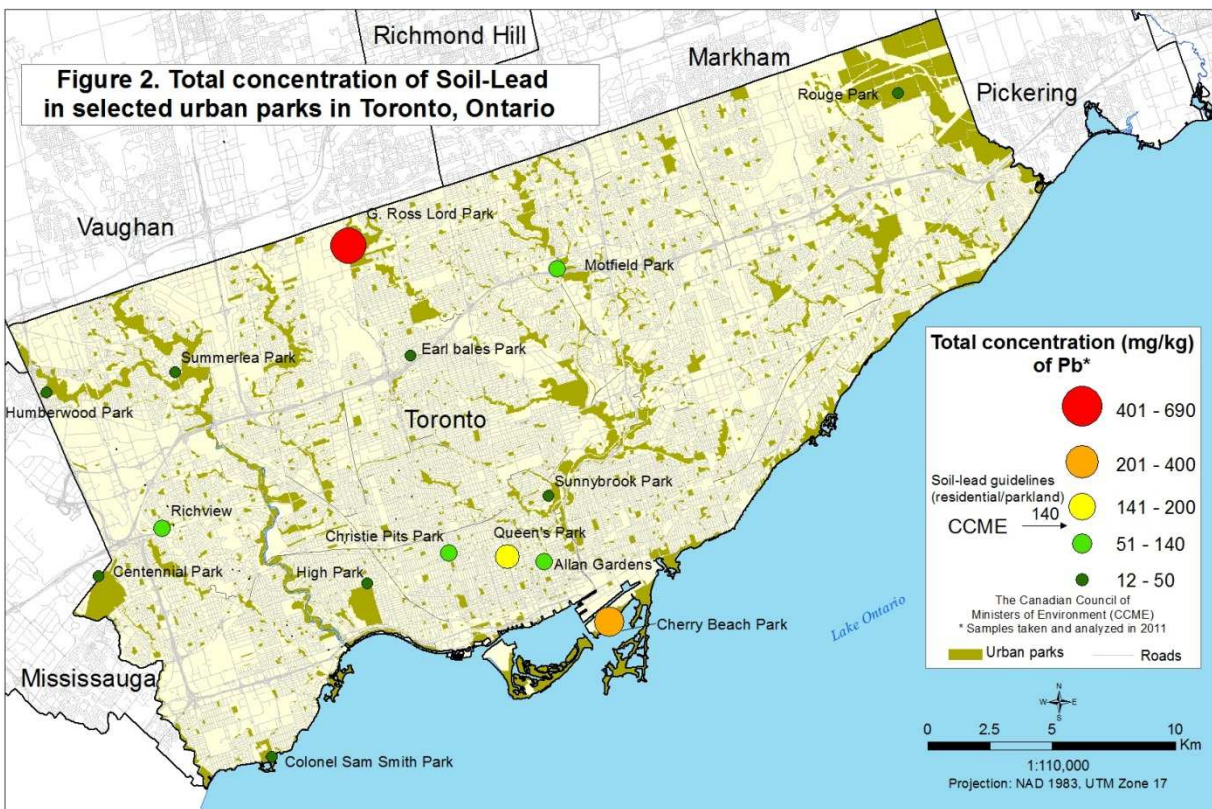 Richmond Hill
Markham
Figure 2. Total concentration of Soil-Lead
in selected urban parks in Toronto, Ontario
Rouge Park
Pickering
Vaughan
G. Ross Lord Park
Motfield Park
Summerlea Park
Earl bales Park
Humberwood Park
Toronto
Sunnybrook Park
Richview
Christie Pits Park
Queen's Park
Centennial Park
High Park
Allan Gardens
Cherry Beach Park
Lake Ontario
Mississauga
Colonel Sam Smith Park
Total concentration (mg/kg)
of Pb*
401 - 690
201 - 400
Soil-lead guidelines
(residential/parkland)
141 - 200
CCME 140
51 - 140
12 - 50
The Canadian Council of
Ministers of Environment (CCME)
* Samples taken and analyzed in 2011
Urban parks Roads
N
W E
S
0 2.5 5 10
Km
1:110,000
Projection: NAD 1983, UTM Zone 17